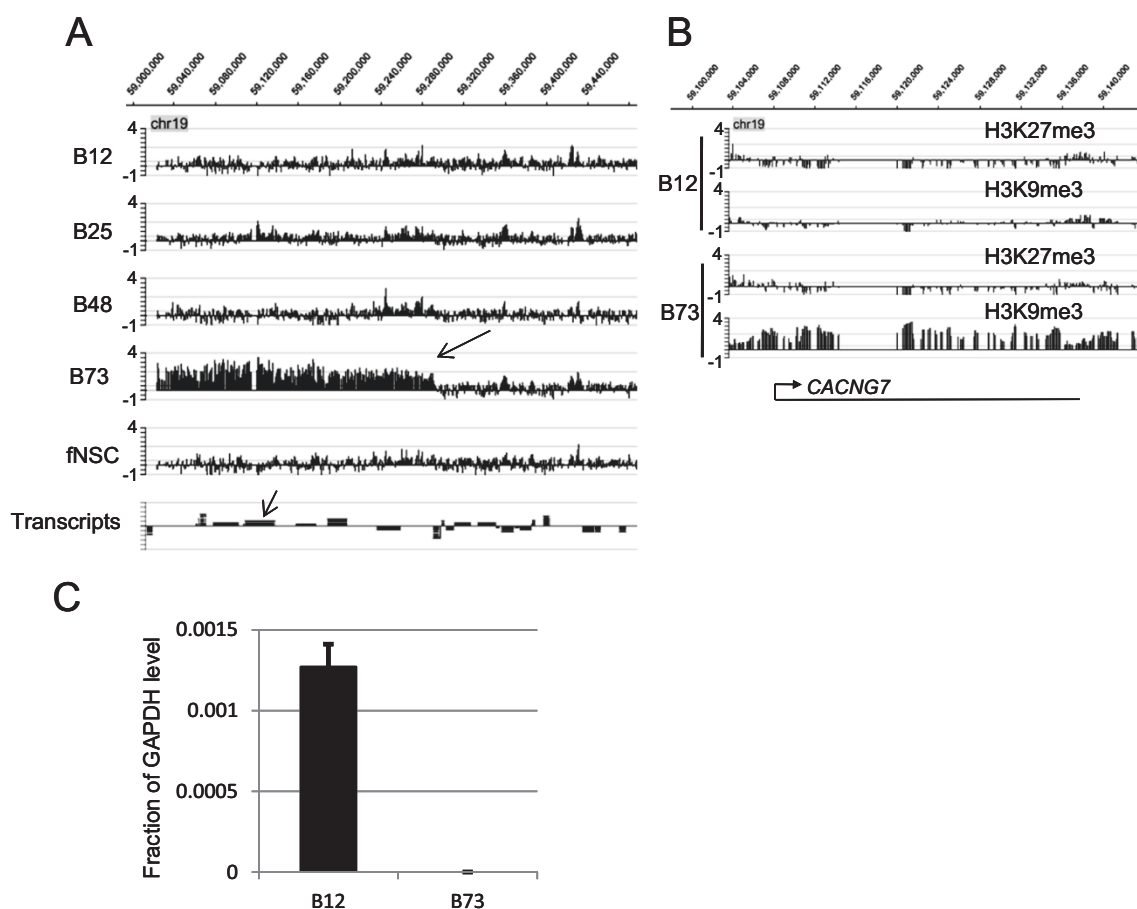 A
59.000.000 59.040.000 59.080.000 59.120.000 59.160.000 59.200.000 59.240.000 59.280.000 59.320.000 59.360.000 59.400.000 59.440.000
chr19
4
B12
-1
4
B25
-1
4
B48
-1
4
B73
-1
4
fNSC
-1
Transcripts
B
59.100.000 59.104.000 59.108.000 59.112.000 59.116.000 59.120.000 59.124.000 59.128.000 59.132.000 59.136.000 59.140.000
chr19
4
H3K27me3
-1
B12
4
H3K9me3
-1
4
H3K27me3
-1
B73
4
H3K9me3
-1
CACNG7
C
Fraction of GAPDH level
0.0015
0.001
0.0005
0
B12 B73